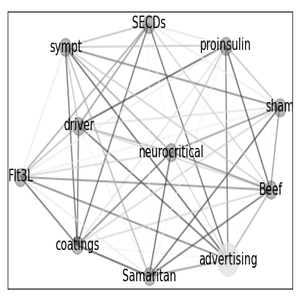 SECDs
sympt
proinsulin
sham
driver
neurocritical
Flt3L
Beef
coatings
advertising
Samaritan